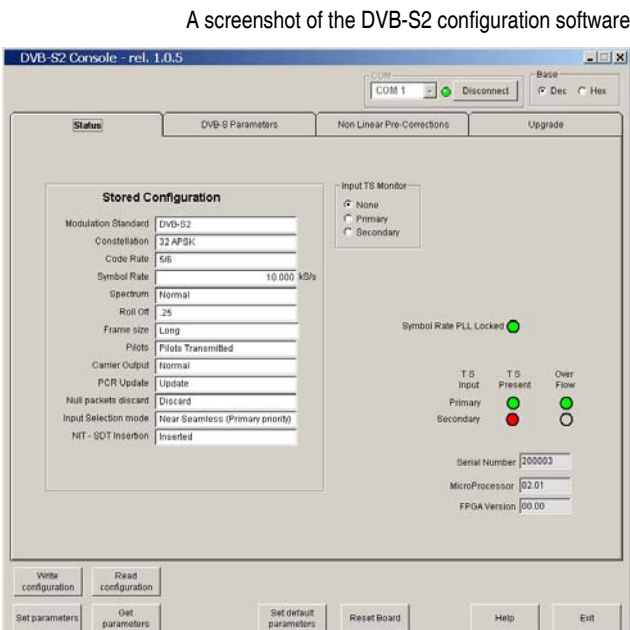 A screenshot of the DVB-S2 configuration software
DVB-S2 Console - rel. 1.0.5
COM
COM 1
Disconnect
Base
Dec
Hex
Status
DVB-S Parameters
Non Linear Pre-Corrections
Upgrade
Stored Configuration
Modulation Standard DVB-S2
Constellation 32 APSK
Code Rate 5/6
Symbol Rate 10.000 kS/s
Spectrum Normal
Roll Off .25
Frame size Long
Pilots Pilots Transmitted
Carrier Output Normal
PCR Update Update
Null packets discard Discard
Input Selection mode Near Seamless (Primary priority)
NIT - SDT Insertion Inserted
Input TS Monitor
None
Primary
Secondary
Symbol Rate PLL Locked
TS Input
TS Present
Over Flow
Primary
Secondary
Serial Number 200003
MicroProcessor 02.01
FPGA Version 00.00
Write configuration
Read configuration
Set parameters
Get parameters
Set default parameters
Reset Board
Help
Exit